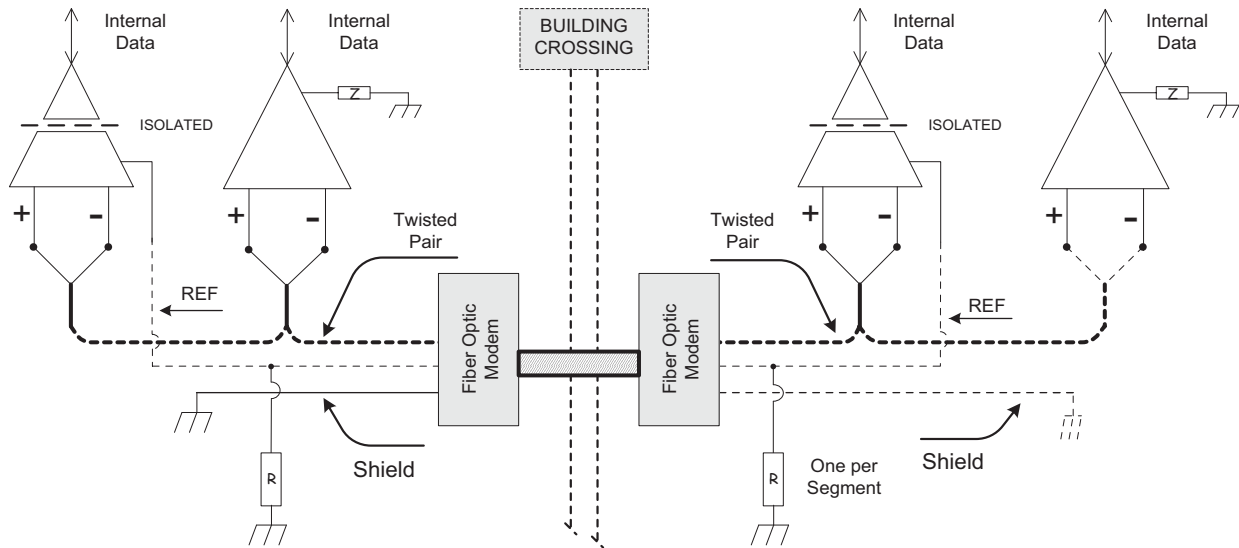 Internal
Data
Internal
Data
BUILDING
CROSSING
Internal
Data
Internal
Data
Z
Z
ISOLATED
ISOLATED
+
-
+
-
+
-
+
-
Twisted
Pair
Twisted
Pair
REF
REF
Fiber Optic
Modem
Fiber Optic
Modem
Shield
R
R
One per
Segment
Shield